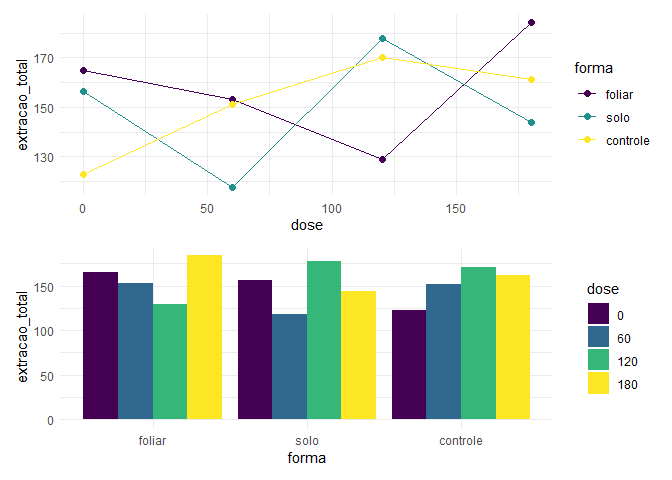 extracao_total
170
150
130
0
50
100
150
dose
forma
foliar
solo
controle
extracao_total
150
100
50
0
foliar
solo
controle
forma
dose
0
60
120
180